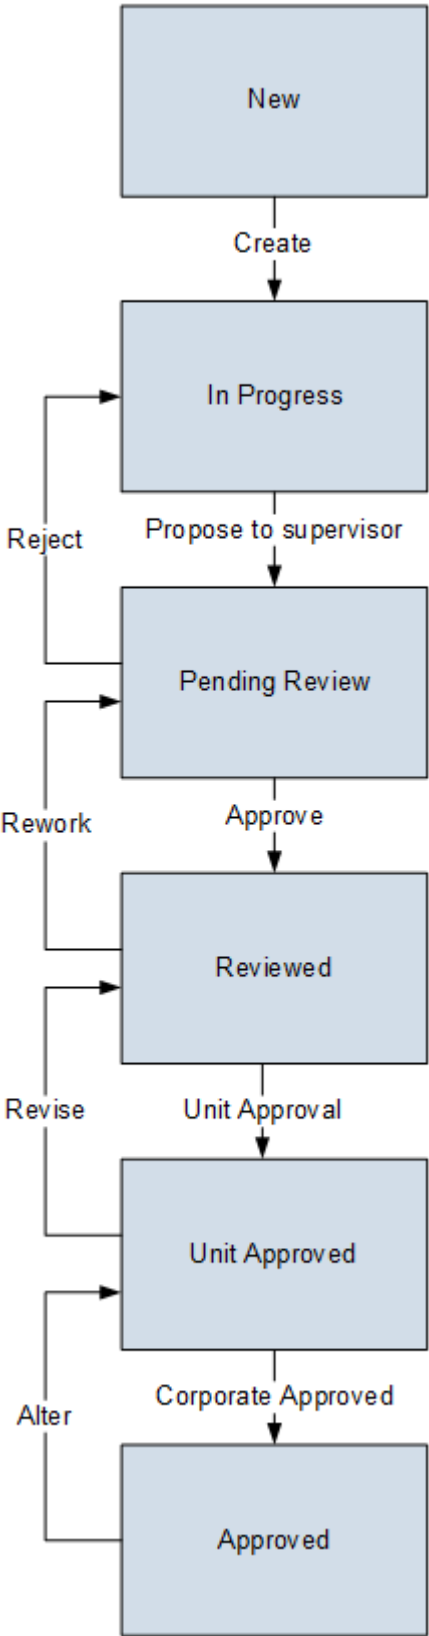 New
Create
In Progress
Propose to supervisor
Reject
Pending Review
Approve
Rework
Reviewed
Unit Approval
Revise
Unit Approved
Corporate Approved
Alter
Approved